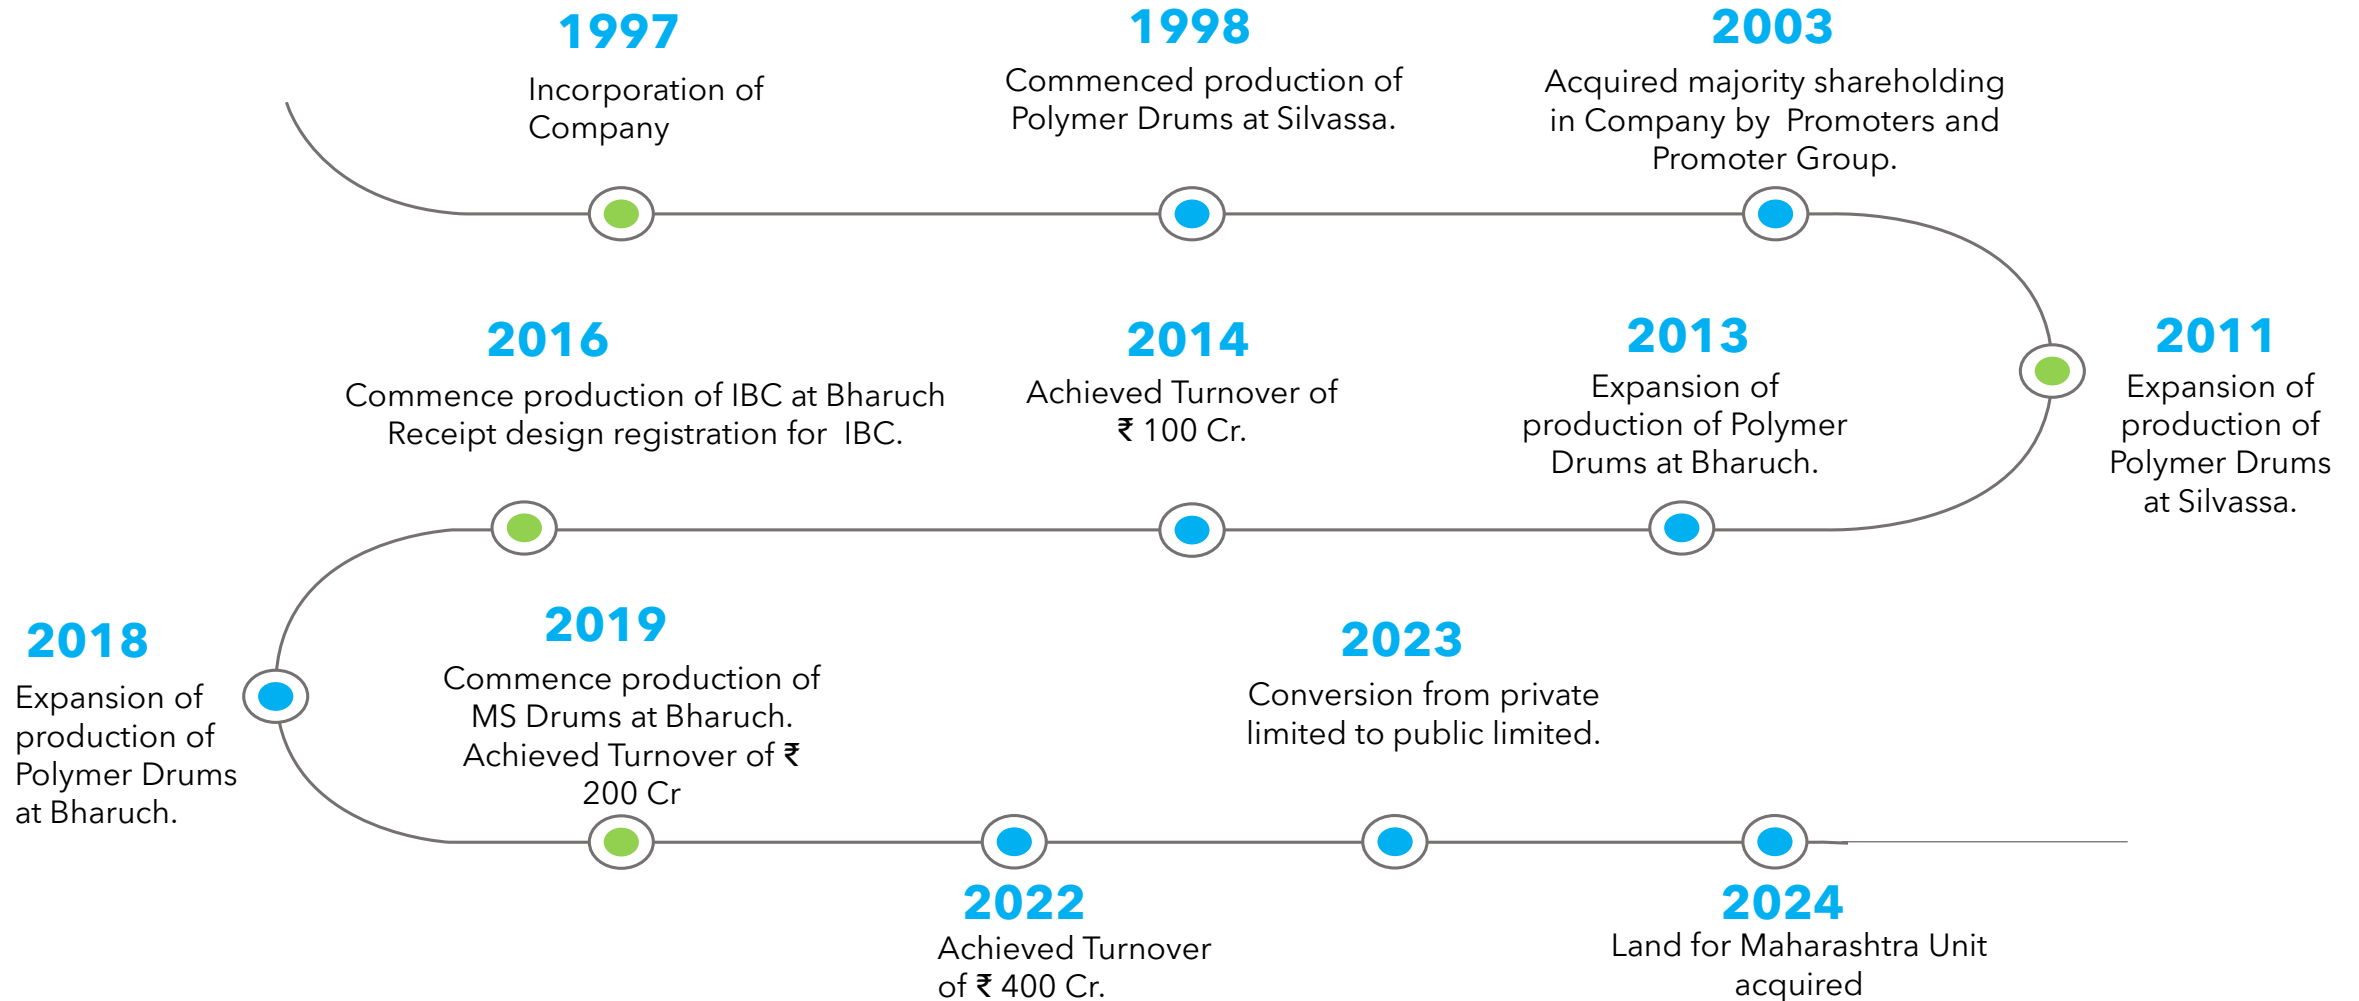 1997
Incorporation of
Company
1998
Commenced production of
Polymer Drums at Silvassa.
2003
Acquired majority shareholding
in Company by Promoters and
Promoter Group.
2011
Expansion of
production of
Polymer Drums
at Silvassa.
2013
Expansion of
production of Polymer
Drums at Bharuch.
2014
Achieved Turnover of
₹ 100 Cr.
2016
Commence production of IBC at Bharuch
Receipt design registration for IBC.
2018
Expansion of
production of
Polymer Drums
at Bharuch.
2019
Commence production of
MS Drums at Bharuch.
Achieved Turnover of ₹
200 Cr
2022
Achieved Turnover
of ₹ 400 Cr.
2023
Conversion from private
limited to public limited.
2024
Land for Maharashtra Unit
acquired